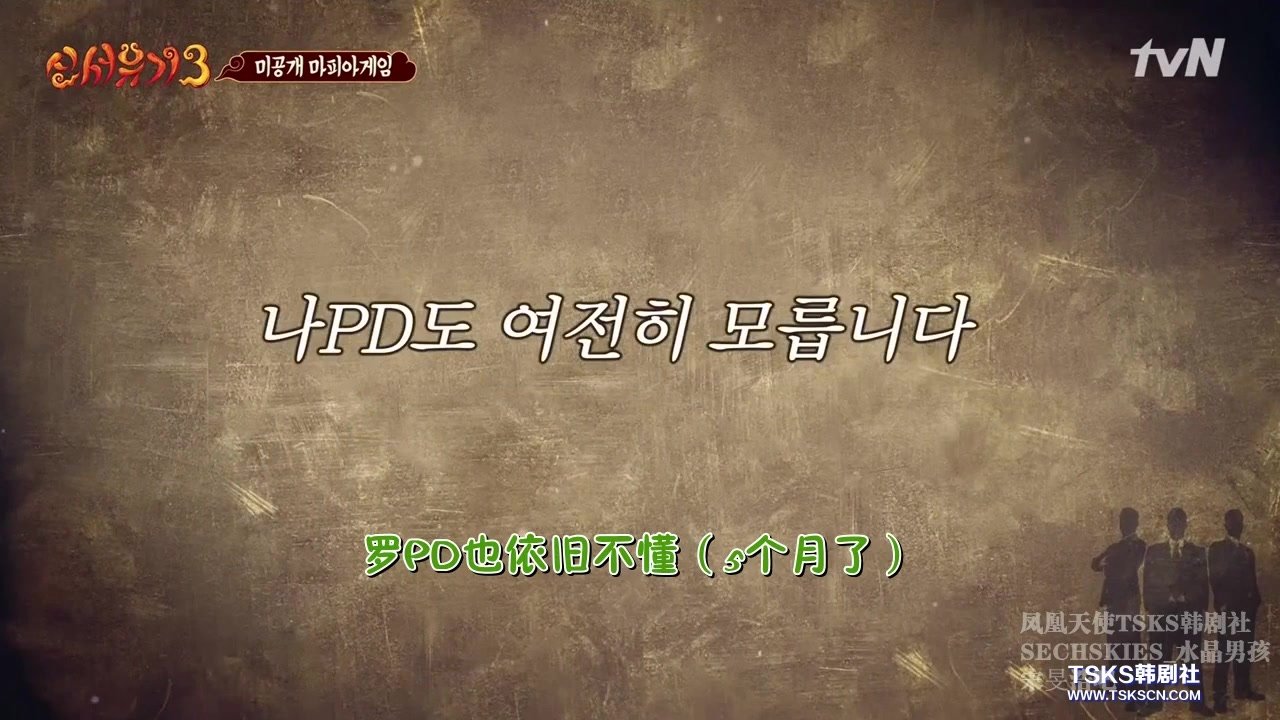 신서유기3
미공개 마피아게임
tvN
나PD도 여전히 모릅니다
罗PD也依旧不懂（s个月了）
凤凰天使TSKS韩剧社
SECHSKIES 水晶男孩
TSKS韩剧社
WWW.TSKSCN.COM